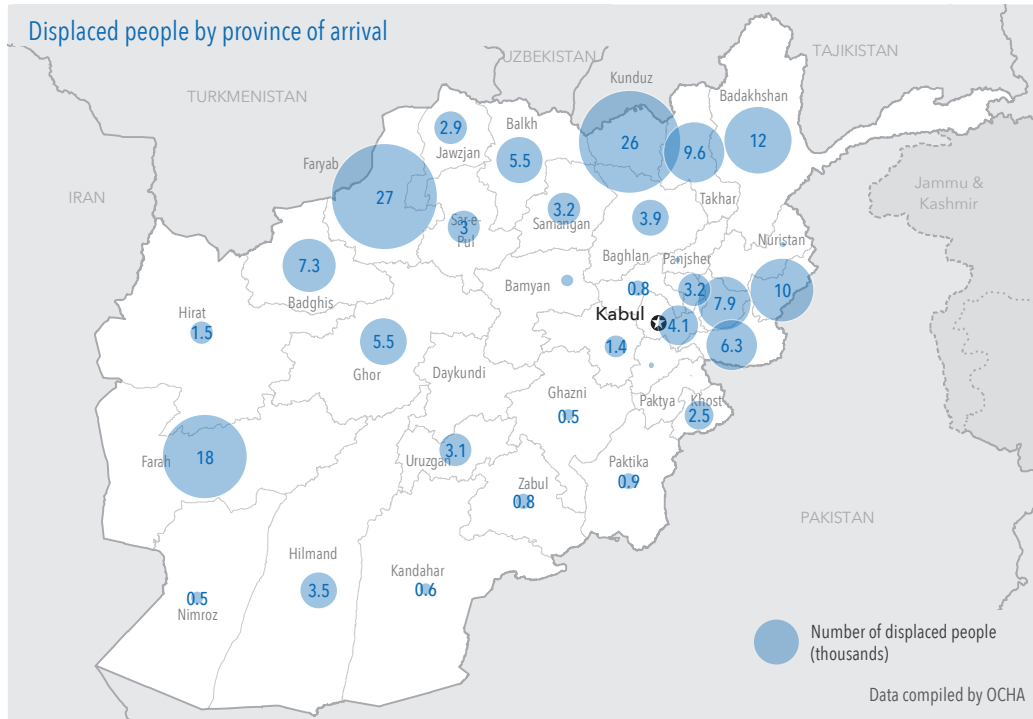 Displaced people by province of arrival
UZBEKISTAN
TAJIKISTAN
Kunduz
TURKMENISTAN
Badakhshan
2.9
Balkh
Jawzjan
26
9.6
12
Faryab
5.5
27
IRAN
Jammu &
Kashmir
3.2
Samangan
3.9
Takhar
Sar-e-
3
Pul
Nuristan
7.3
Badghis
Baghlan
Panjsher
Bamyan
0.8
3.2
7.9
10
Hirat
1.5
Kabul
4.1
5.5
Ghor
1.4
6.3
Daykundi
Ghazni
0.5
Paktya
Khost
2.5
18
Farah
3.1
Uruzgan
Paktika
0.9
Zabul
0.8
PAKISTAN
Hilmand
3.5
Kandahar
0.6
0.5
Nimroz
Number of displaced people
(thousands)
Data compiled by OCHA